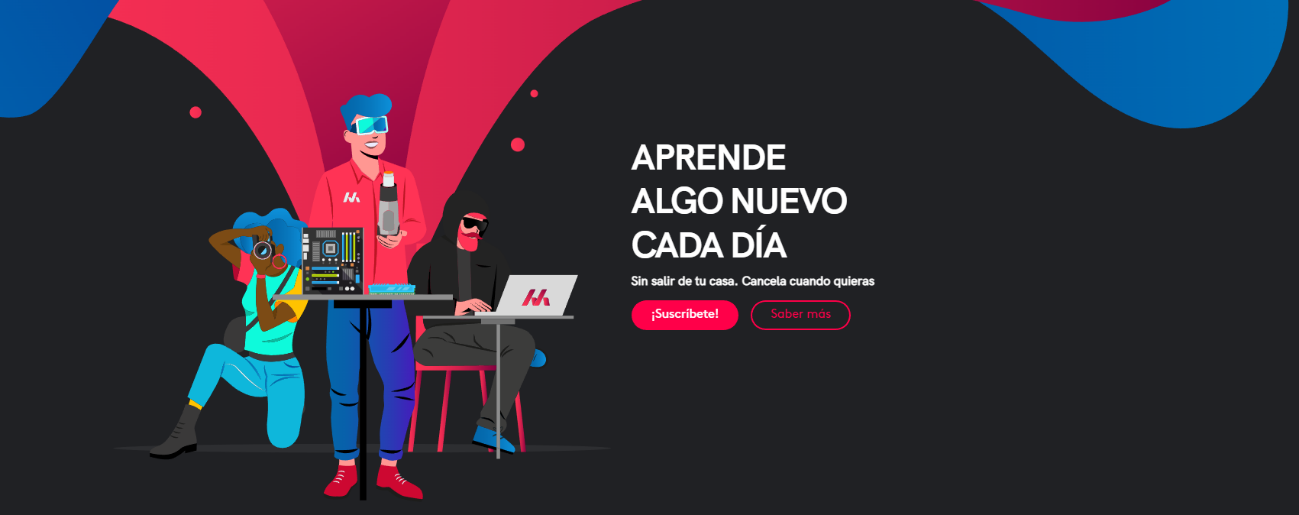 APRENDE
ALGO NUEVO
CADA DÍA
Sin salir de tu casa. Cancela cuando quieras
¡Suscríbete!
Saber más